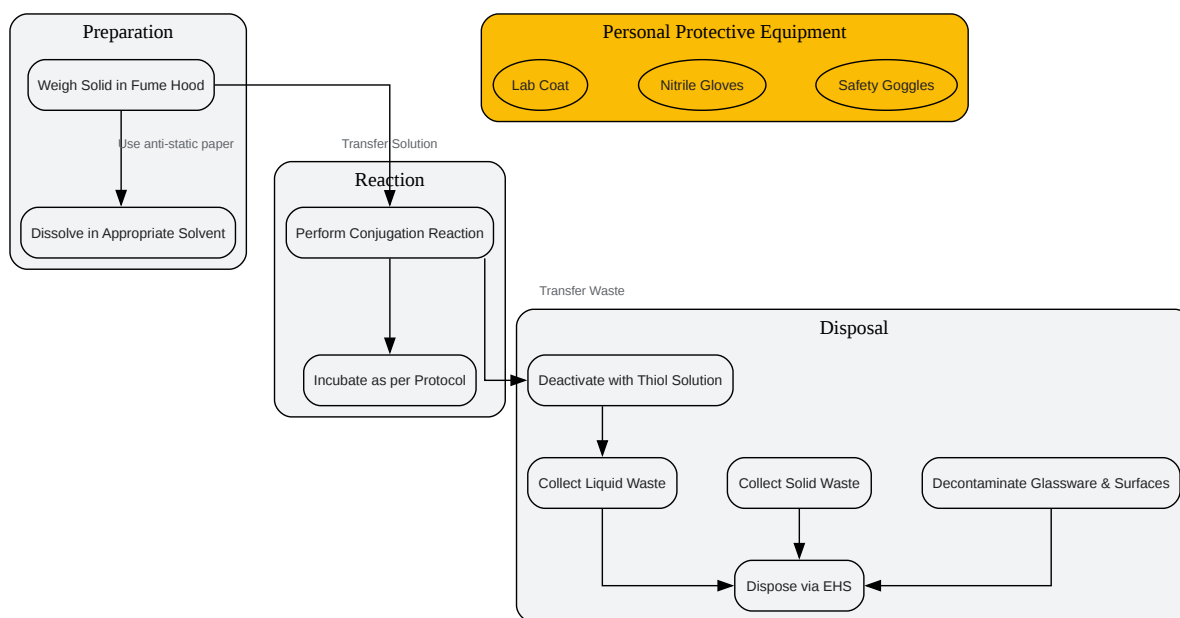 Preparation
Weigh Solid in Fume Hood
Use anti-static paper
Dissolve in Appropriate Solvent
Personal Protective Equipment
Lab Coat
Nitrile Gloves
Safety Goggles
Transfer Solution
Reaction
Perform Conjugation Reaction
Incubate as per Protocol
Transfer Waste
Disposal
Deactivate with Thiol Solution
Collect Liquid Waste
Collect Solid Waste
Decontaminate Glassware & Surfaces
Dispose via EHS